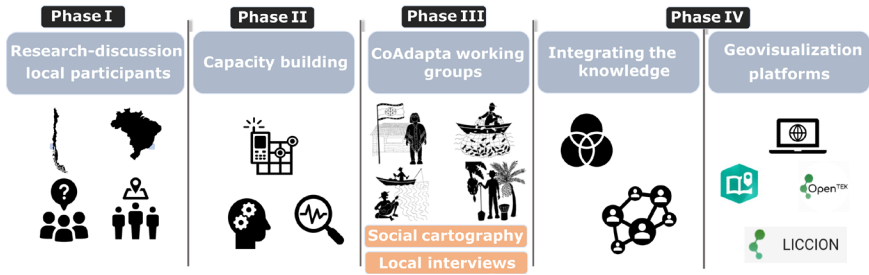 Phase I
Phase II
Phase III
Phase IV
Research-discussion
local participants
Capacity building
CoAdapta working
groups
Integrating the
knowledge
Geovisualization
platforms
?
OpenTEK
LICCION
Social cartography
Local interviews